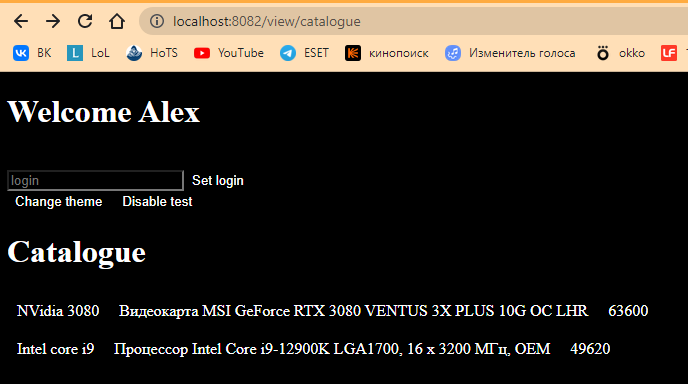 localhost:8082/view/catalogue
ВК LoL HoTS YouTube ESET кинопоиск Изменитель голоса okko
Welcome Alex
login Set login
Change theme Disable test
Catalogue
NVidia 3080 Видеокарта MSI GeForce RTX 3080 VENTUS 3X PLUS 10G OC LHR 63600
Intel core i9 Процессор Intel Core i9-12900K LGA1700, 16 x 3200 МГц, OEM 49620